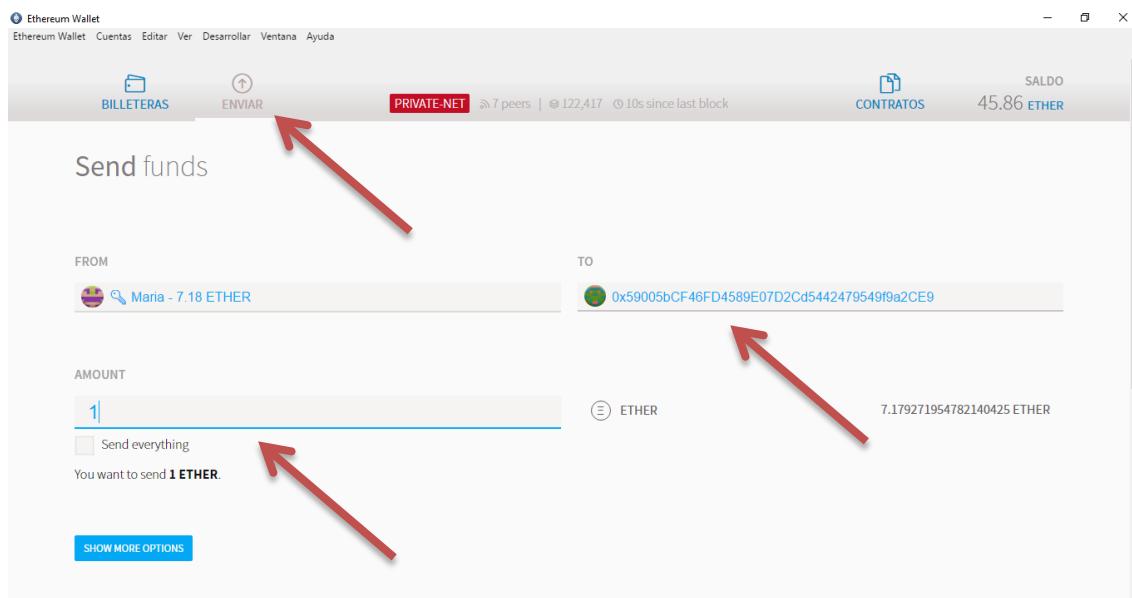 Ethereum Wallet
Ethereum Wallet Cuentas Editar Ver Desarrollar Ventana Ayuda
BILLETERAS
ENVIAR
PRIVATE-NET 7 peers | 122,417 10s since last block
CONTRATOS
SALDO
45.86 ETHER
Send funds
FROM
TO
Maria - 7.18 ETHER
0x59005bCF46FD4589E07D2Cd5442479549f9a2CE9
AMOUNT
1
ETHER
7.179271954782140425 ETHER
Send everything
You want to send 1 ETHER.
SHOW MORE OPTIONS